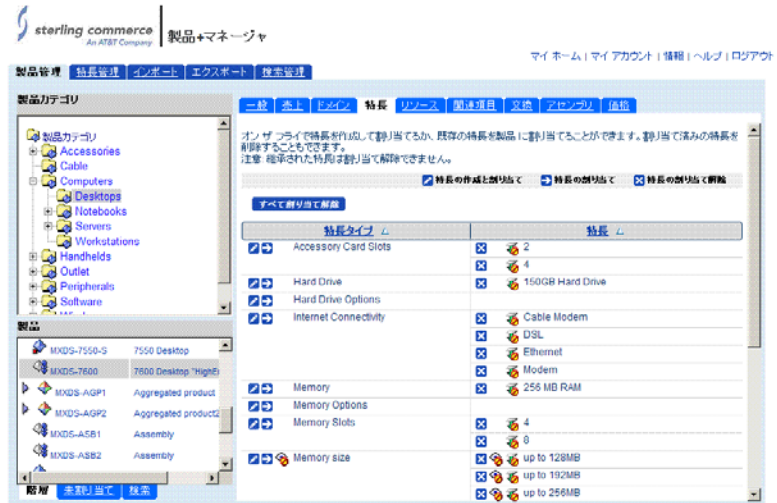 sterling commerce
An AT&T Company
製品+マネージャ
マイ ホーム | マイ アカウント | 情報 | ヘルプ | ログアウト
製品管理 特長管理 インポート エクスポート 検索管理
製品カテゴリ
製品カテゴリ
Accessories
Cable
Computers
Desktops
Notebooks
Servers
Workstations
Handhelds
Outlet
Peripherals
Software
製品
MXDS-7550-S 7550 Desktop
MXDS-7600 7600 Desktop "HighEn
MXDS-AGP1 Aggregated product
MXDS-AGP2 Aggregated product2
MXDS-ASB1 Assembly
MXDS-ASB2 Assembly
階層 未割り当て 検索
一般 売上 ドメイン 特長 リソース 関連項目 交換 アセンブリ 価格
オン ザ フライで特長を作成して割り当てるか、既存の特長を製品 に割り当てることができます。割り当て済みの特長を
削除することもできます。
注意: 継承された特長は割り当て解除できません。
特長の作成と割り当て 特長の割り当て 特長の割り当て解除
すべて割り当て解除
特長タイプ 特長
Accessory Card Slots 2
4
Hard Drive 150GB Hard Drive
Hard Drive Options
Internet Connectivity Cable Modem
DSL
Ethernet
Modem
Memory 256 MB RAM
Memory Options
Memory Slots 4
8
Memory size up to 128MB
up to 192MB
up to 256MB